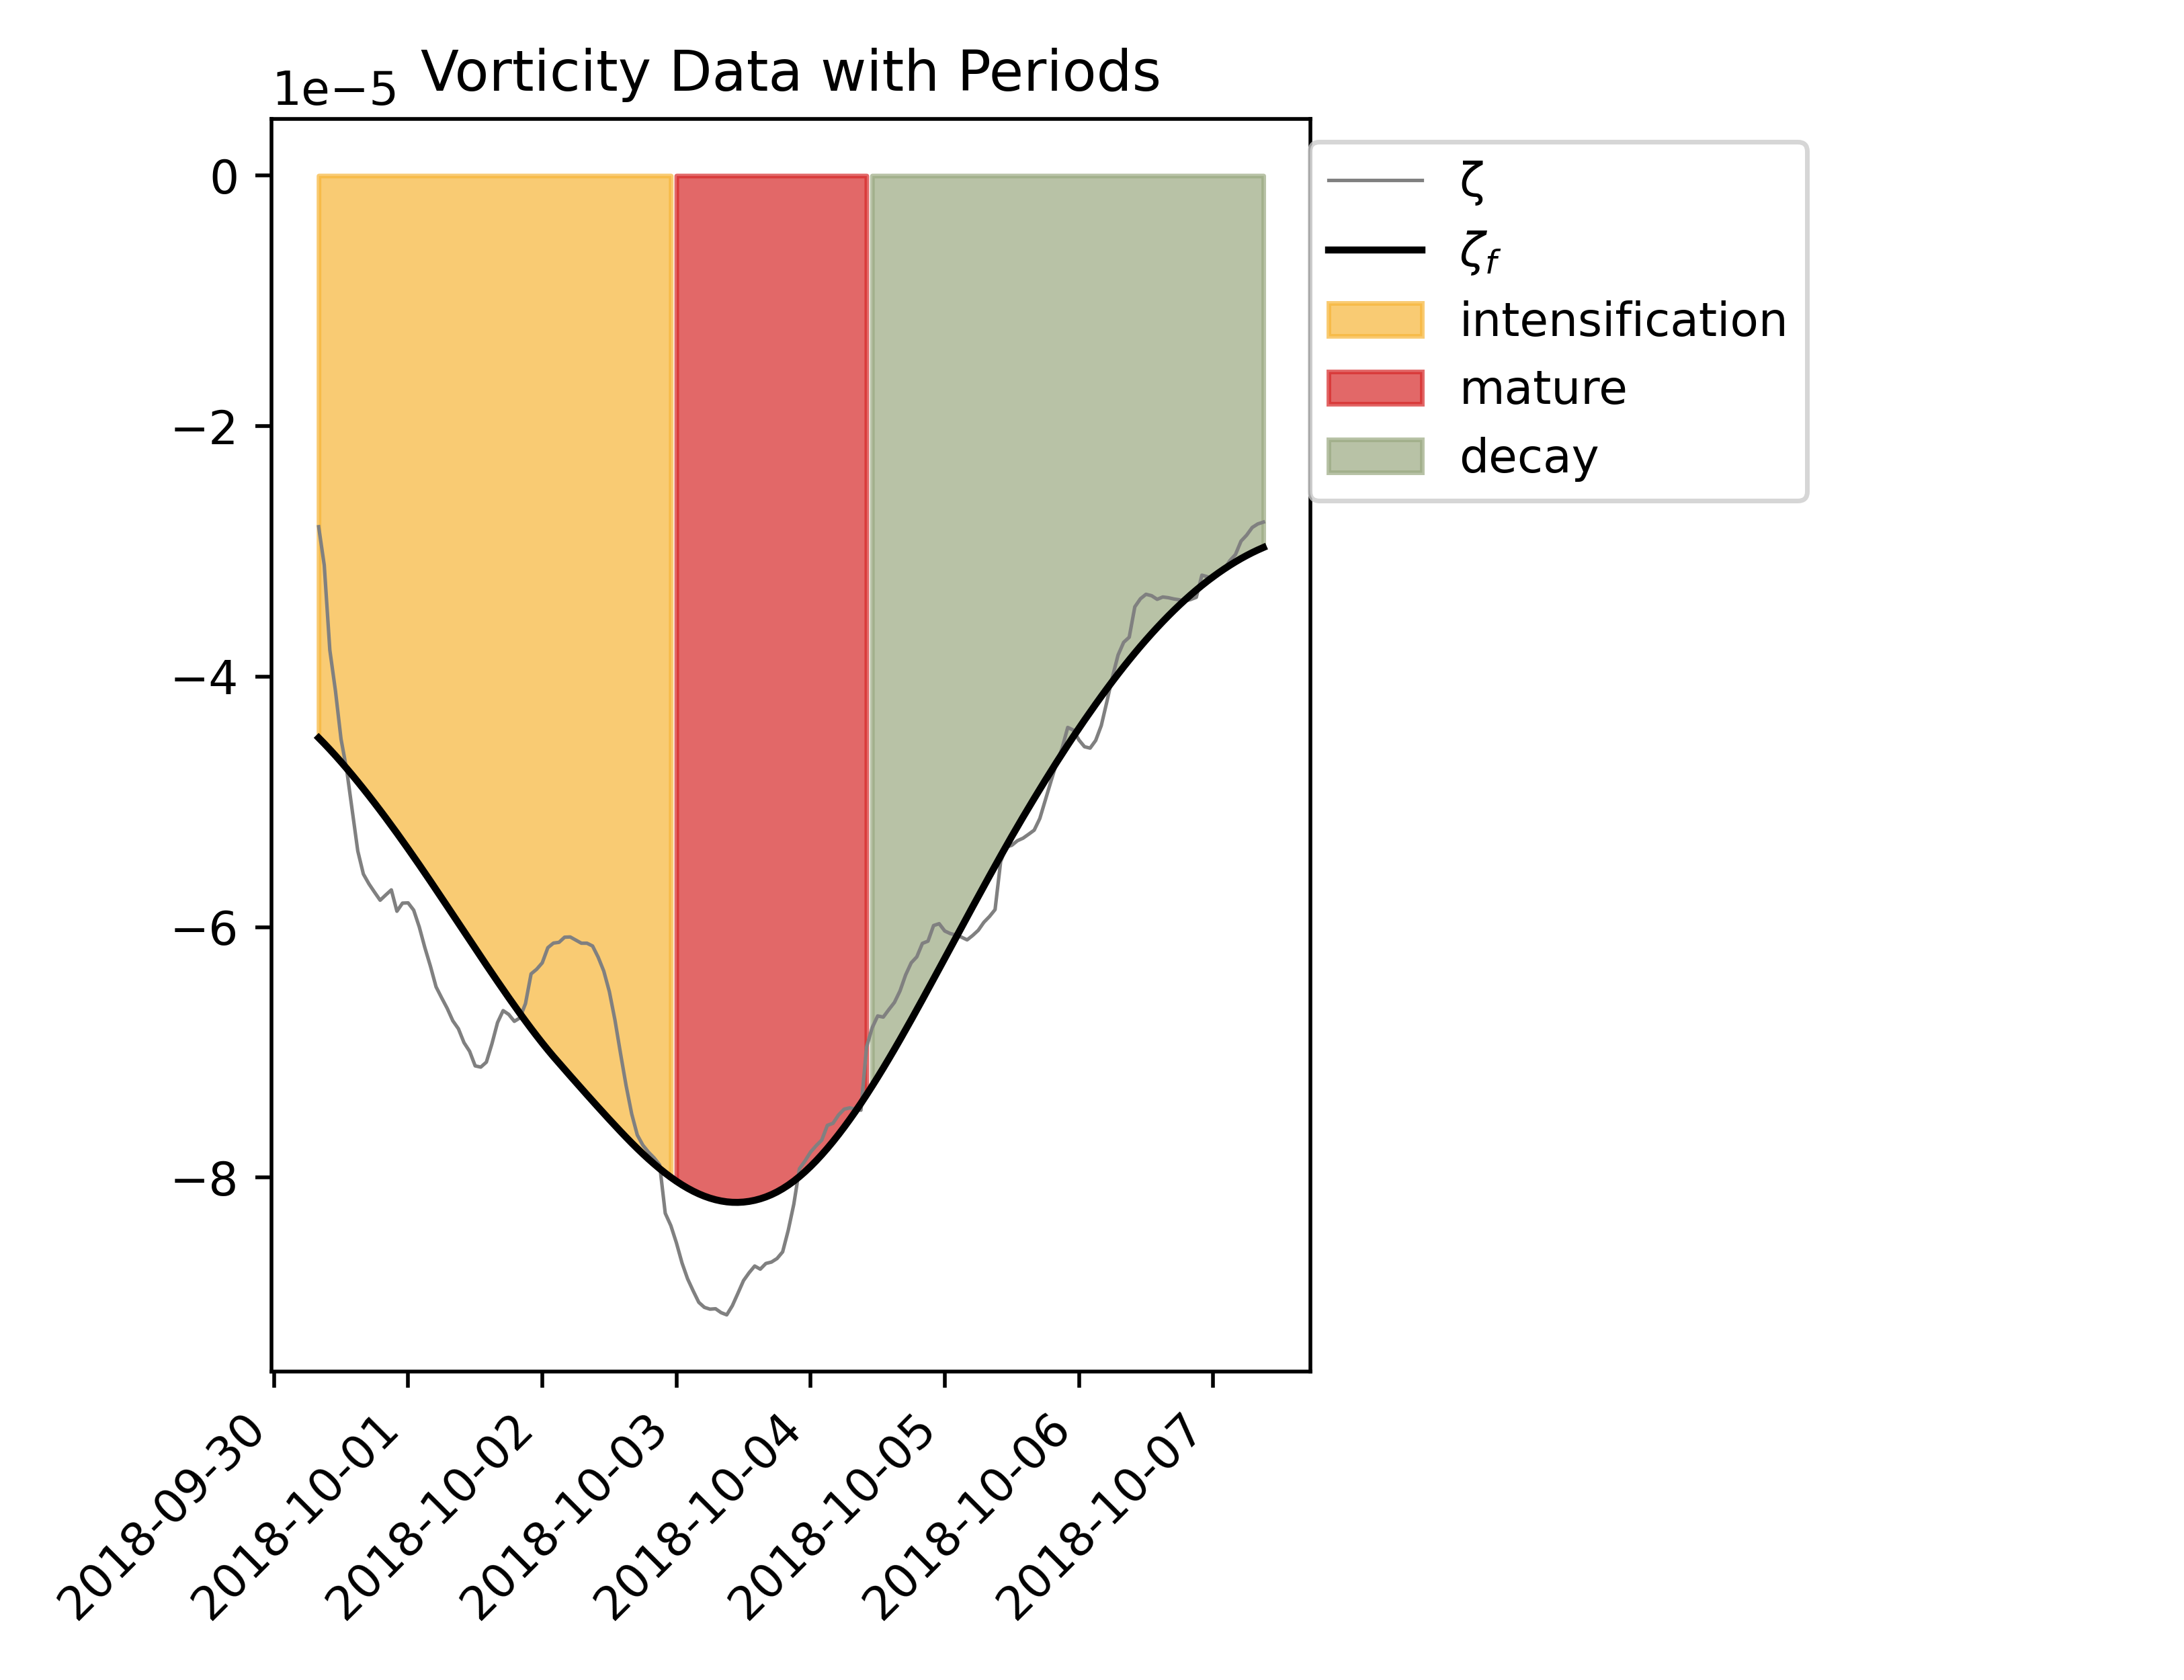 Vorticity Data with Periods
1e−5
0
−2
−4
−6
−8
2018-09-30
2018-10-01
2018-10-02
2018-10-03
2018-10-04
2018-10-05
2018-10-06
2018-10-07
ζ
ζf
intensification
mature
decay